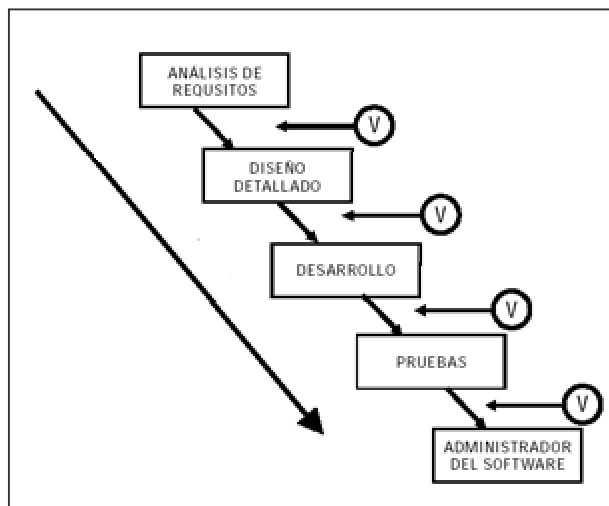 ANÁLISIS DE
REQUSITOS
V
DISEÑO
DETALLADO
V
DESARROLLO
V
PRUEBAS
V
ADMINISTRADOR
DEL SOFTWARE